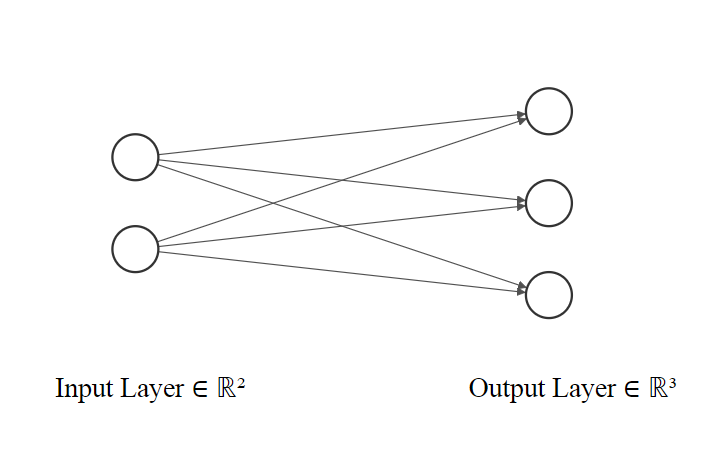 Input Layer ∈ ℝ²
Output Layer ∈ ℝ³